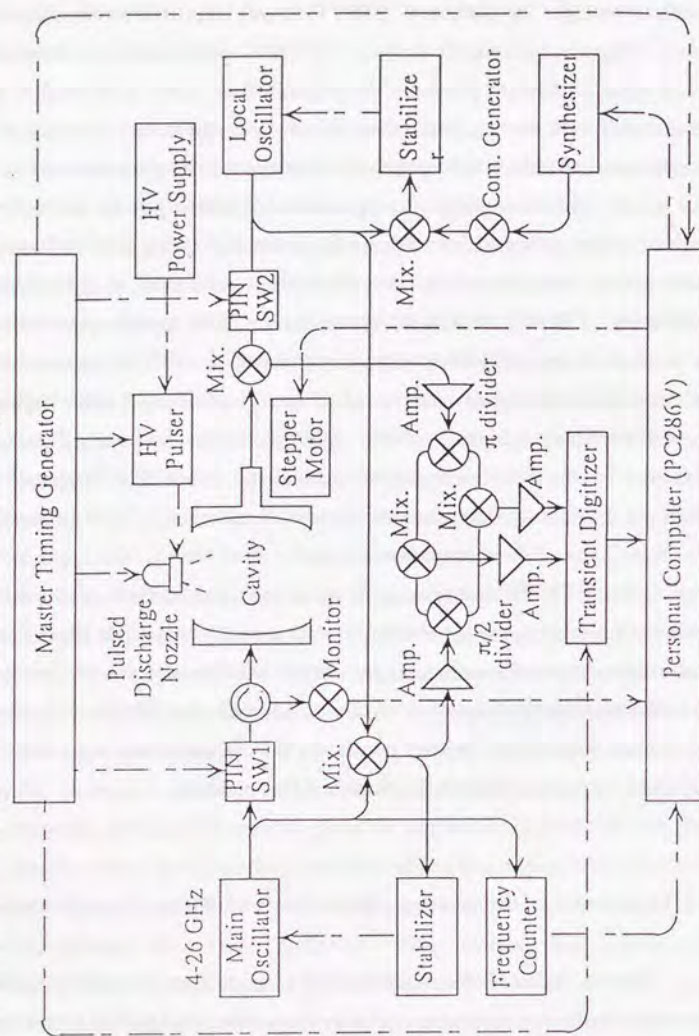 Master Timing Generator
Pulsed
Discharge
Nozzle
HV
Pulser
HV
Power Supply
4-26 GHz
Main
Oscillator
PIN
SW1
Cavity
Mix.
PIN
SW2
Local
Oscillator
Monitor
Stepper
Motor
Mix.
Mix.
Stabilize
Stabilizer
Amp.
Mix.
Amp.
Com. Generator
π/2
divider
Mix.
π divider
Frequency
Counter
Amp.
Amp.
Synthesizer
Transient Digitizer
Personal Computer (PC286V)